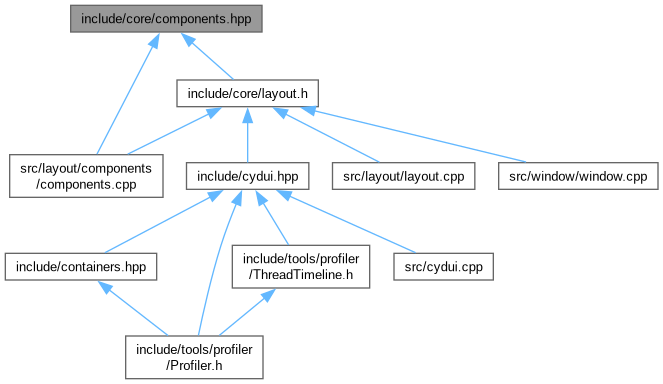 include/core/components.hpp
include/core/layout.h
src/layout/components
/components.cpp
include/cydui.hpp
src/layout/layout.cpp
src/window/window.cpp
include/containers.hpp
include/tools/profiler
/ThreadTimeline.h
src/cydui.cpp
include/tools/profiler
/Profiler.h